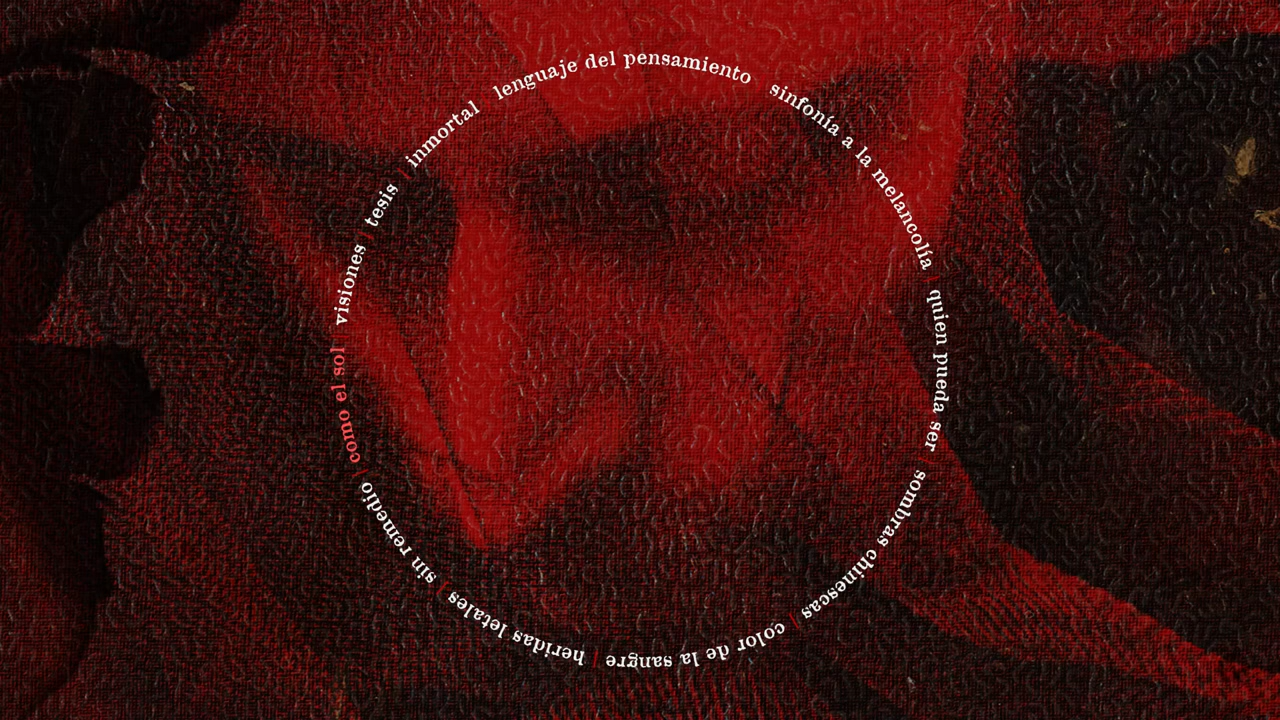 lenguaje del pensamiento
sinfonía a la melancolía
quien pueda ser
sombras chinescas
color de la sangre
heridas letales
sin remedio
como el sol
visiones
tesis
inmortal